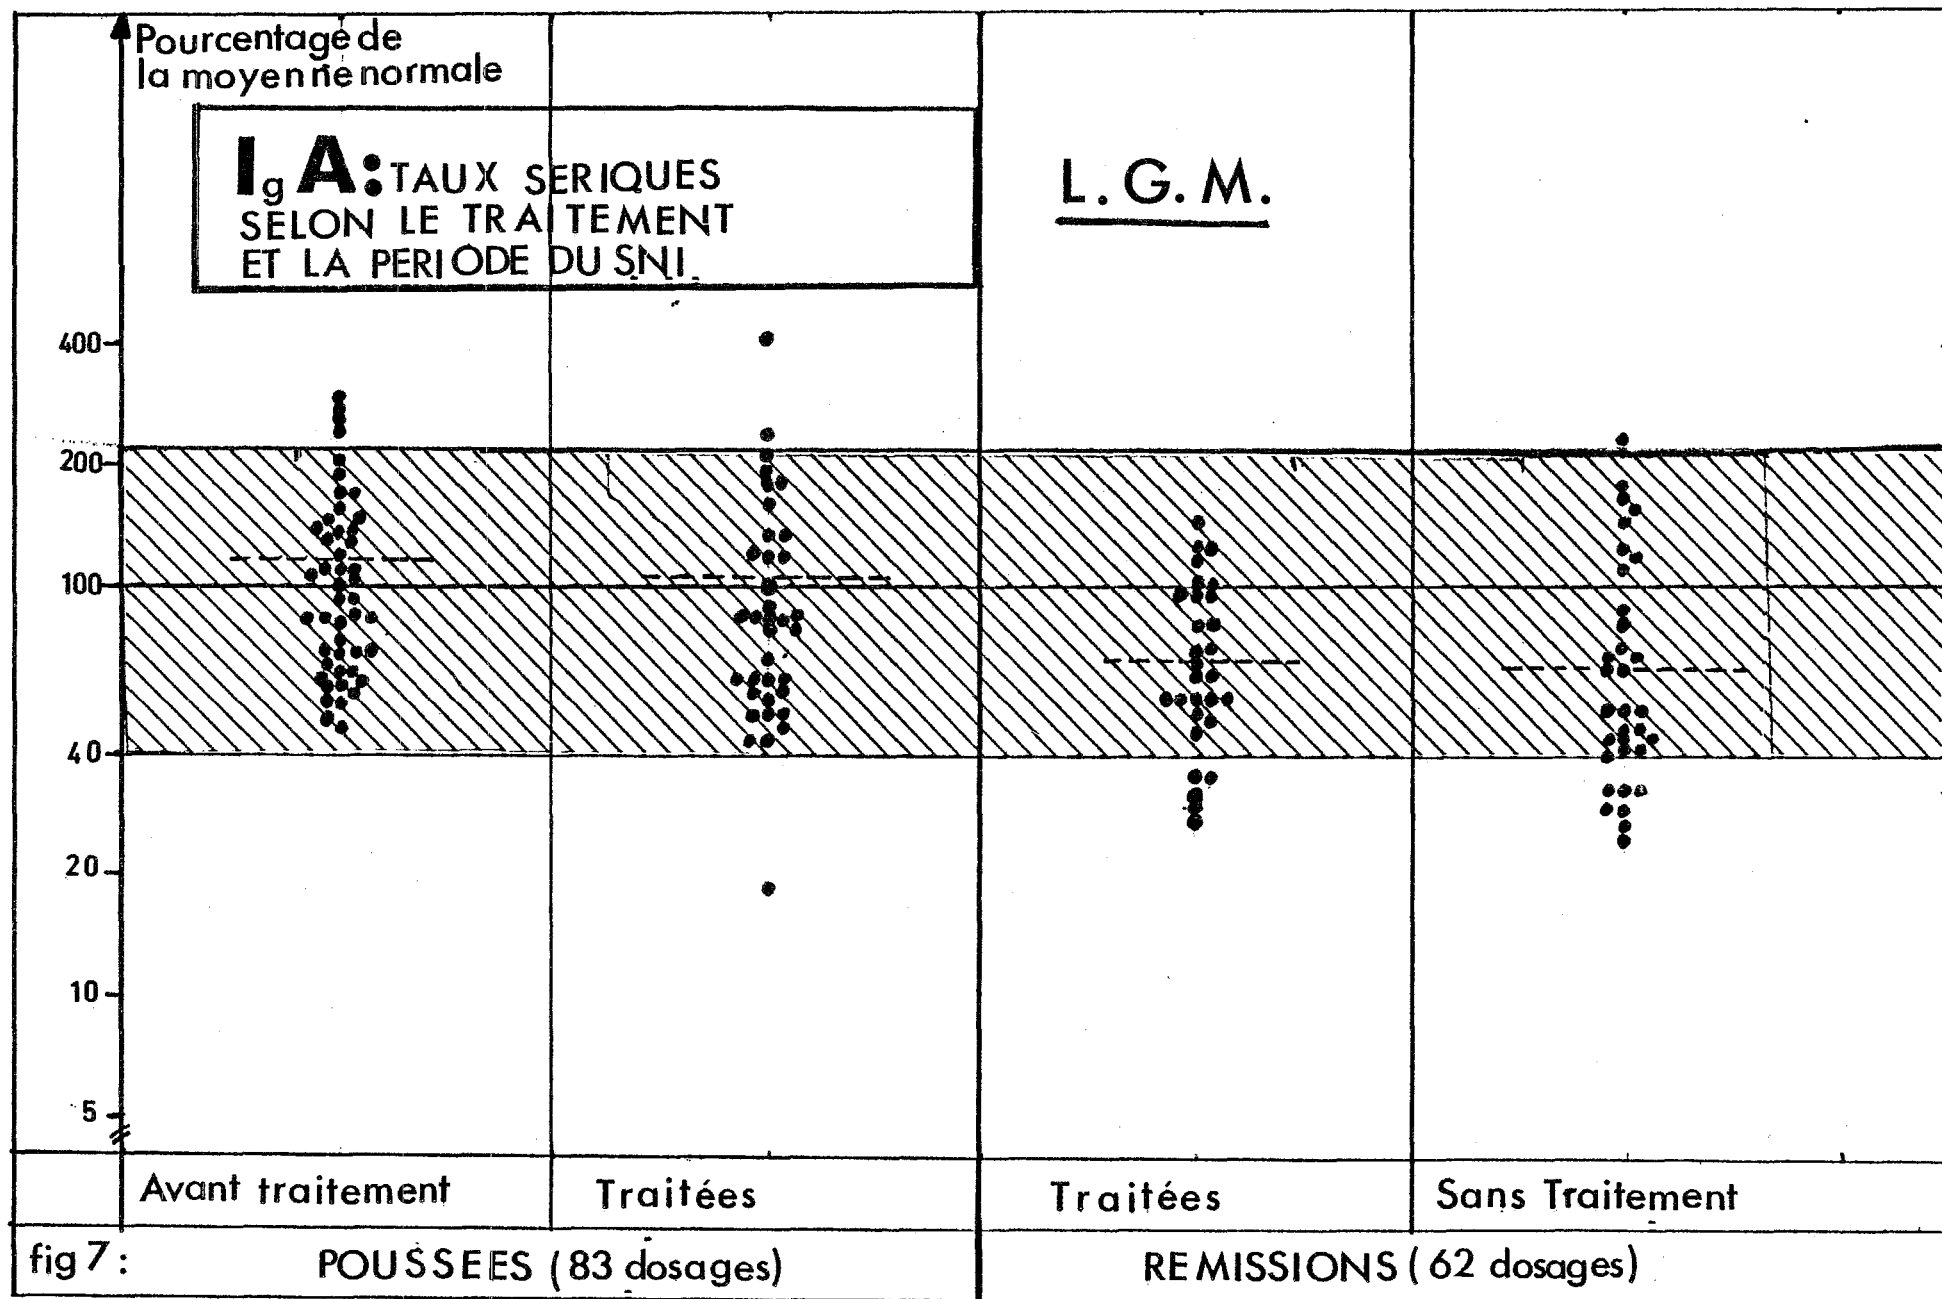 Pourcentage de
la moyenne normale
IgA: TAUX SERIQUES
SELON LE TRAITEMENT
ET LA PERIODE DU SNI.
L.G.M.
400
200
100
40
20
10
5
Avant traitement
Traitées
Traitées
Sans Traitement
fig 7:
POUSSEES (83 dosages)
REMISSIONS (62 dosages)